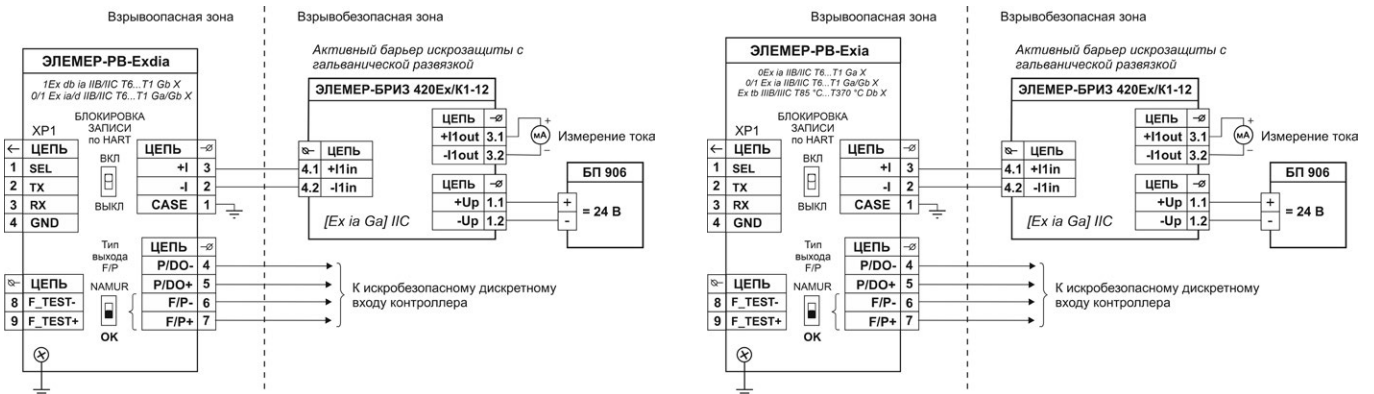 Взрывоопасная зона
Взрывобезопасная зона
ЭЛЕМЕР-РВ-Exdia
1Ex db ia IIB/IIC T6...T1 Gb X
0/1 Ex ia/d IIB/IIC T6...T1 Ga/Gb X
Активный барьер искрозащиты с
гальванической развязкой
ЭЛЕМЕР-БРИЗ 420Ex/К1-12
БЛОКИРОВКА
ЗАПИСИ
по HART
ВКЛ
ВЫКЛ
XP1
ЦЕПЬ
1 SEL
2 TX
3 RX
4 GND
ЦЕПЬ
+I 3
-I 2
CASE 1
ЦЕПЬ
4.1 +I1in
4.2 -I1in
ЦЕПЬ
+I1out 3.1
-I1out 3.2
+
мА
−
Измерение тока
ЦЕПЬ
+Up 1.1
-Up 1.2
БП 906
+
-
= 24 В
[Ex ia Ga] IIC
Тип
выхода
F/P
NAMUR
ОК
ЦЕПЬ
P/DO- 4
P/DO+ 5
F/P- 6
F/P+ 7
К искробезопасному дискретному
входу контроллера
ЦЕПЬ
8 F_TEST-
9 F_TEST+
Взрывоопасная зона
Взрывобезопасная зона
ЭЛЕМЕР-РВ-Exia
0Ex ia IIB/IIC T6...T1 Ga X
0/1 Ex ia IIB/IIC T6...T1 Ga/Gb X
Ex tb IIIB/IIIC T85 °C...T370 °C Db X
Активный барьер искрозащиты с
гальванической развязкой
ЭЛЕМЕР-БРИЗ 420Ex/К1-12
БЛОКИРОВКА
ЗАПИСИ
по HART
ВКЛ
ВЫКЛ
XP1
ЦЕПЬ
1 SEL
2 TX
3 RX
4 GND
ЦЕПЬ
+I 3
-I 2
CASE 1
ЦЕПЬ
4.1 +I1in
4.2 -I1in
ЦЕПЬ
+I1out 3.1
-I1out 3.2
+
мА
−
Измерение тока
ЦЕПЬ
+Up 1.1
-Up 1.2
БП 906
+
-
= 24 В
[Ex ia Ga] IIC
Тип
выхода
F/P
NAMUR
ОК
ЦЕПЬ
P/DO- 4
P/DO+ 5
F/P- 6
F/P+ 7
К искробезопасному дискретному
входу контроллера
ЦЕПЬ
8 F_TEST-
9 F_TEST+